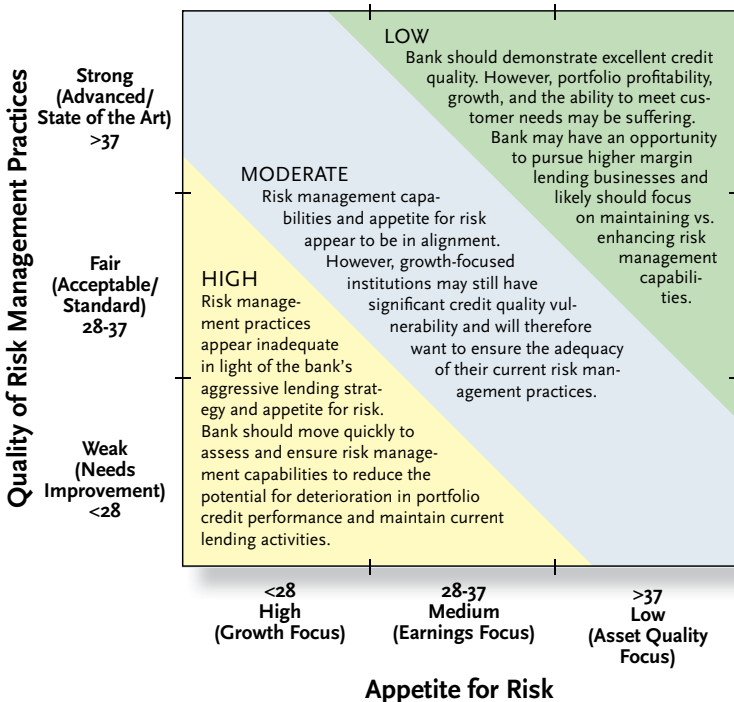 Quality of Risk Management Practices
Strong
(Advanced/
State of the Art)
>37
Fair
(Acceptable/
Standard)
28-37
Weak
(Needs
Improvement)
<28
LOW
Bank should demonstrate excellent credit
quality. However, portfolio profitability,
growth, and the ability to meet cus-
tomer needs may be suffering.
Bank may have an opportunity
to pursue higher margin
lending businesses and
likely should focus
on maintaining vs.
enhancing risk
management
capabili-
ties.
MODERATE
Risk management capa-
bilities and appetite for risk
appear to be in alignment.
However, growth-focused
institutions may still have
significant credit quality vul-
nerability and will therefore
want to ensure the adequacy
of their current risk man-
agement practices.
HIGH
Risk manage-
ment practices
appear inadequate
in light of the bank's
aggressive lending strat-
egy and appetite for risk.
Bank should move quickly to
assess and ensure risk manage-
ment capabilities to reduce the
potential for deterioration in portfolio
credit performance and maintain current
lending activities.
<28
High
(Growth Focus)
28-37
Medium
(Earnings Focus)
>37
Low
(Asset Quality
Focus)
Appetite for Risk